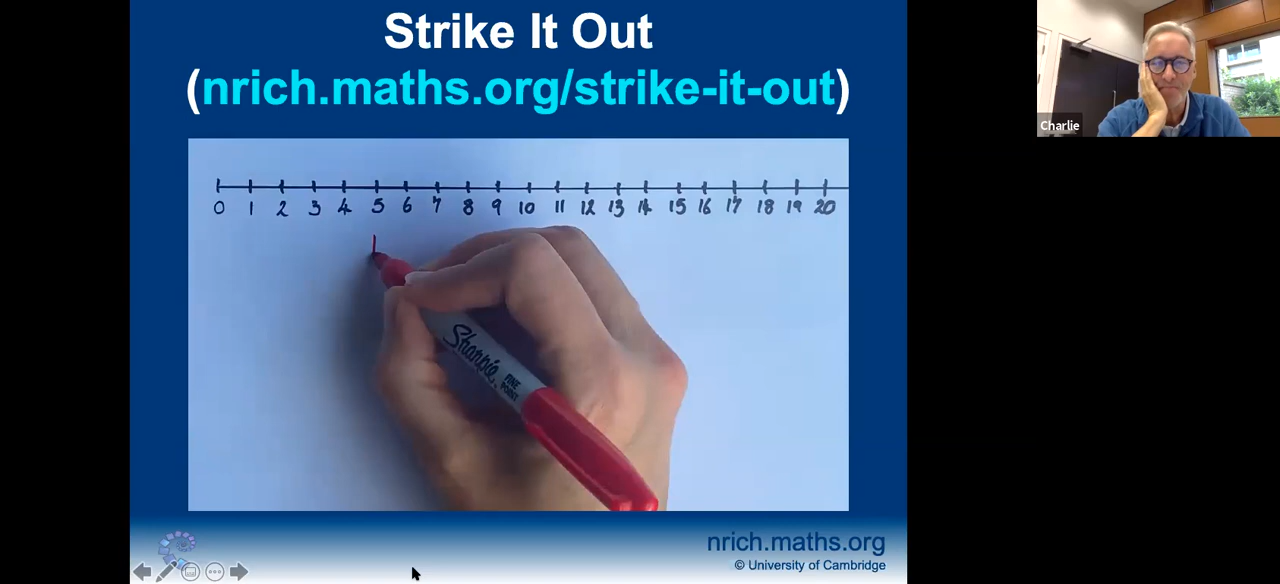 Strike It Out
(nrich.maths.org/strike-it-out)
0 1 2 3 4 5 6 7 8 9 10 11 12 13 14 15 16 17 18 19 20
Sharpie
FINE
POINT
nrich.maths.org
© University of Cambridge
Charlie